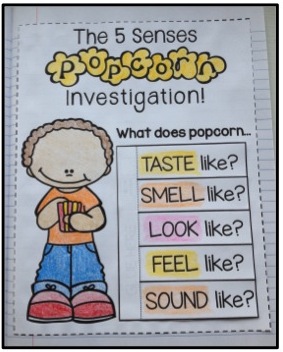 The 5 Senses
POPCORN
Investigation!
What does popcorn...
TASTE like?
SMELL like?
LOOK like?
FEEL like?
SOUND like?